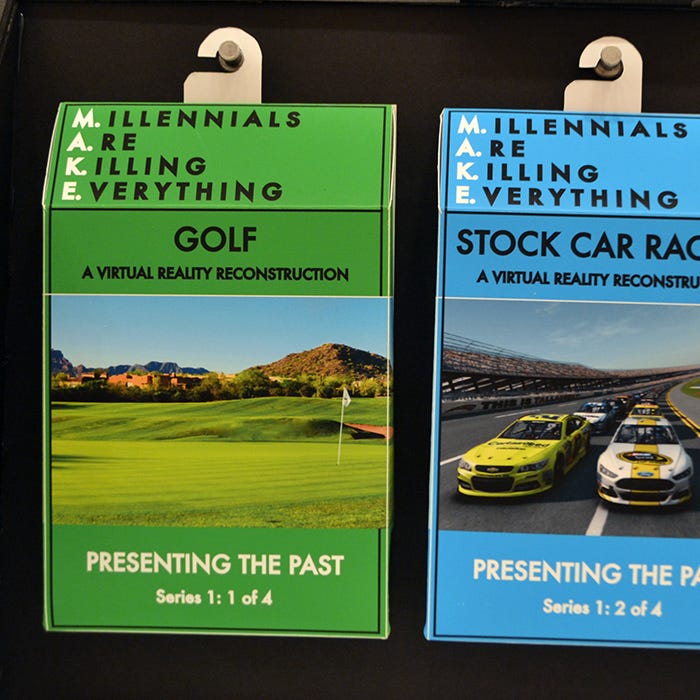 M. ILLENNIALS
A. RE
K. ILLING
E. VERYTHING
GOLF
A VIRTUAL REALITY RECONSTRUCTION
PRESENTING THE PAST
Series 1: 1 of 4
M. ILLENNIALS
A. RE
K. ILLING
E. VERYTHING
STOCK CAR RAC
A VIRTUAL REALITY RECONSTRU
PRESENTING THE PA
Series 1: 2 of 4